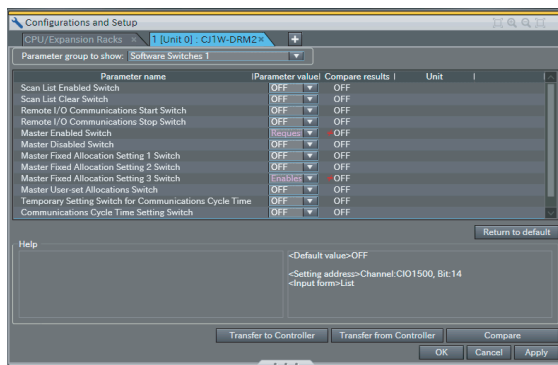 Configurations and Setup
CPU/Expansion Racks × 1 [Unit 0] : CJ1W-DRM2 × +
Parameter group to show: Software Switches 1
Parameter name |Parameter value| Compare results | Unit | |
Scan List Enabled Switch OFF OFF
Scan List Clear Switch OFF OFF
Remote I/O Communications Start Switch OFF OFF
Remote I/O Communications Stop Switch OFF OFF
Master Enabled Switch Reques OFF
Master Disabled Switch OFF OFF
Master Fixed Allocation Setting 1 Switch OFF OFF
Master Fixed Allocation Setting 2 Switch OFF OFF
Master Fixed Allocation Setting 3 Switch Enables OFF
Master User-set Allocations Switch OFF OFF
Temporary Setting Switch for Communications Cycle Time OFF OFF
Communications Cycle Time Setting Switch OFF OFF
Return to default
Help
<Default value>OFF
<Setting address>Channel:CIO1500, Bit:14
<Input form>List
Transfer to Controller Transfer from Controller Compare
OK Cancel Apply